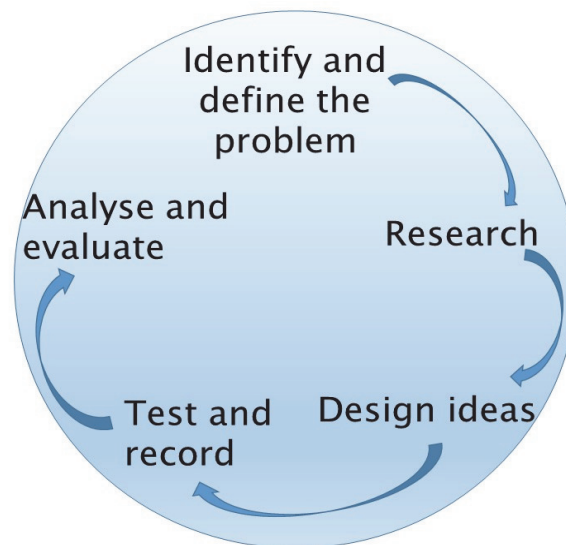 Identify and
define the
problem
Research
Design ideas
Test and
record
Analyse and
evaluate